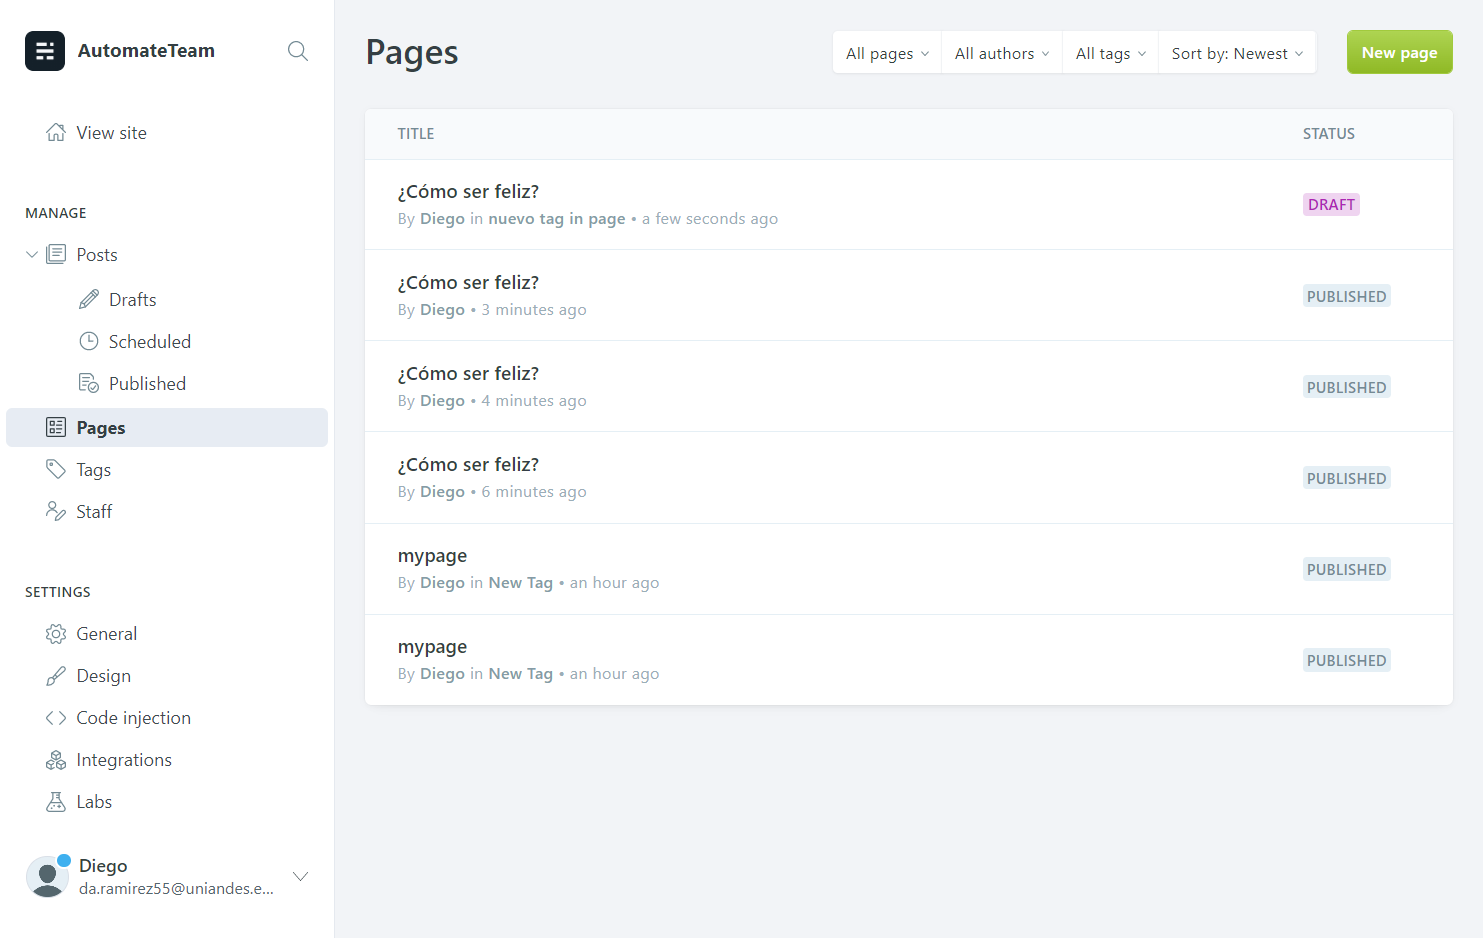 AutomateTeam
View site
MANAGE
Posts
Drafts
Scheduled
Published
Pages
Tags
Staff
SETTINGS
General
Design
Code injection
Integrations
Labs
Diego
da.ramirez55@uniandes.e...
Pages
All pages
All authors
All tags
Sort by: Newest
New page
TITLE STATUS
¿Cómo ser feliz?
By Diego in nuevo tag in page • a few seconds ago
DRAFT
¿Cómo ser feliz?
By Diego • 3 minutes ago
PUBLISHED
¿Cómo ser feliz?
By Diego • 4 minutes ago
PUBLISHED
¿Cómo ser feliz?
By Diego • 6 minutes ago
PUBLISHED
mypage
By Diego in New Tag • an hour ago
PUBLISHED
mypage
By Diego in New Tag • an hour ago
PUBLISHED